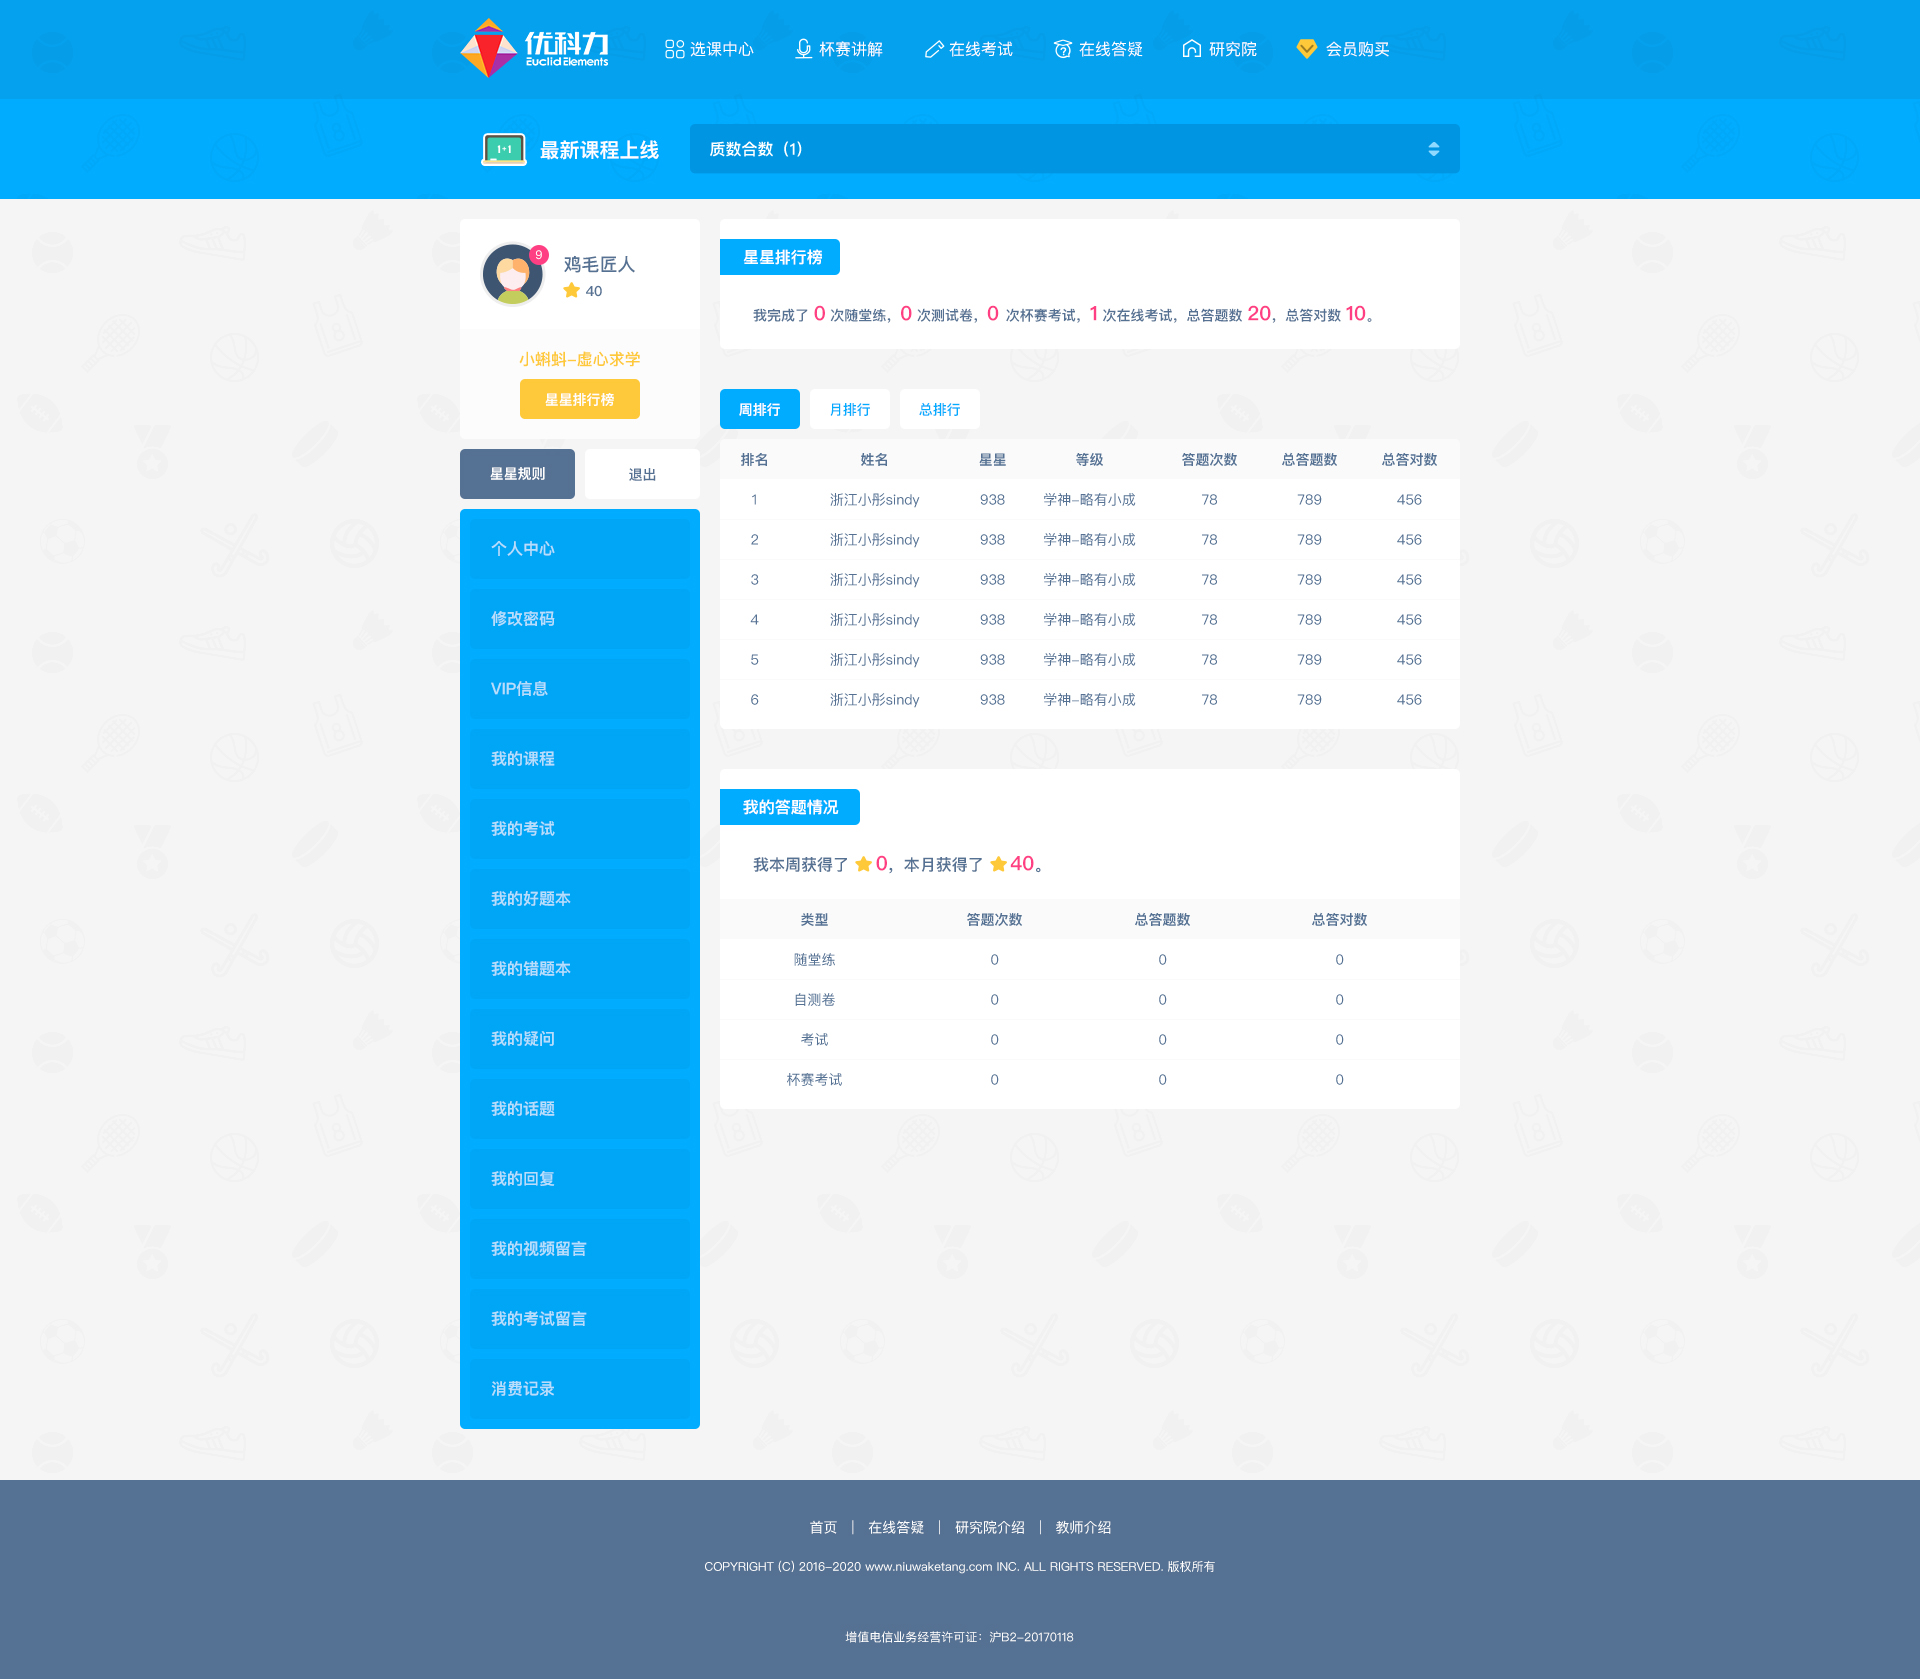 优科力
Euclid Elements
选课中心 杯赛讲解 在线考试 在线答疑 研究院 会员购买
1+1 最新课程上线 质数合数（1）
9
鸡毛匠人
40
小蝌蚪-虚心求学
星星排行榜
星星规则 退出
个人中心
修改密码
VIP信息
我的课程
我的考试
我的好题本
我的错题本
我的疑问
我的话题
我的回复
我的视频留言
我的考试留言
消费记录
星星排行榜
我完成了 0 次随堂练，0 次测试卷，0 次杯赛考试，1 次在线考试，总答题数 20，总答对数 10。
周排行 月排行 总排行
排名 姓名 星星 等级 答题次数 总答题数 总答对数
1 浙江小彤sindy 938 学神-略有小成 78 789 456
2 浙江小彤sindy 938 学神-略有小成 78 789 456
3 浙江小彤sindy 938 学神-略有小成 78 789 456
4 浙江小彤sindy 938 学神-略有小成 78 789 456
5 浙江小彤sindy 938 学神-略有小成 78 789 456
6 浙江小彤sindy 938 学神-略有小成 78 789 456
我的答题情况
我本周获得了 0，本月获得了 40。
类型 答题次数 总答题数 总答对数
随堂练 0 0 0
自测卷 0 0 0
考试 0 0 0
杯赛考试 0 0 0
首页 | 在线答疑 | 研究院介绍 | 教师介绍
COPYRIGHT (C) 2016-2020 www.niuwaketang.com INC. ALL RIGHTS RESERVED. 版权所有
增值电信业务经营许可证：沪B2-20170118